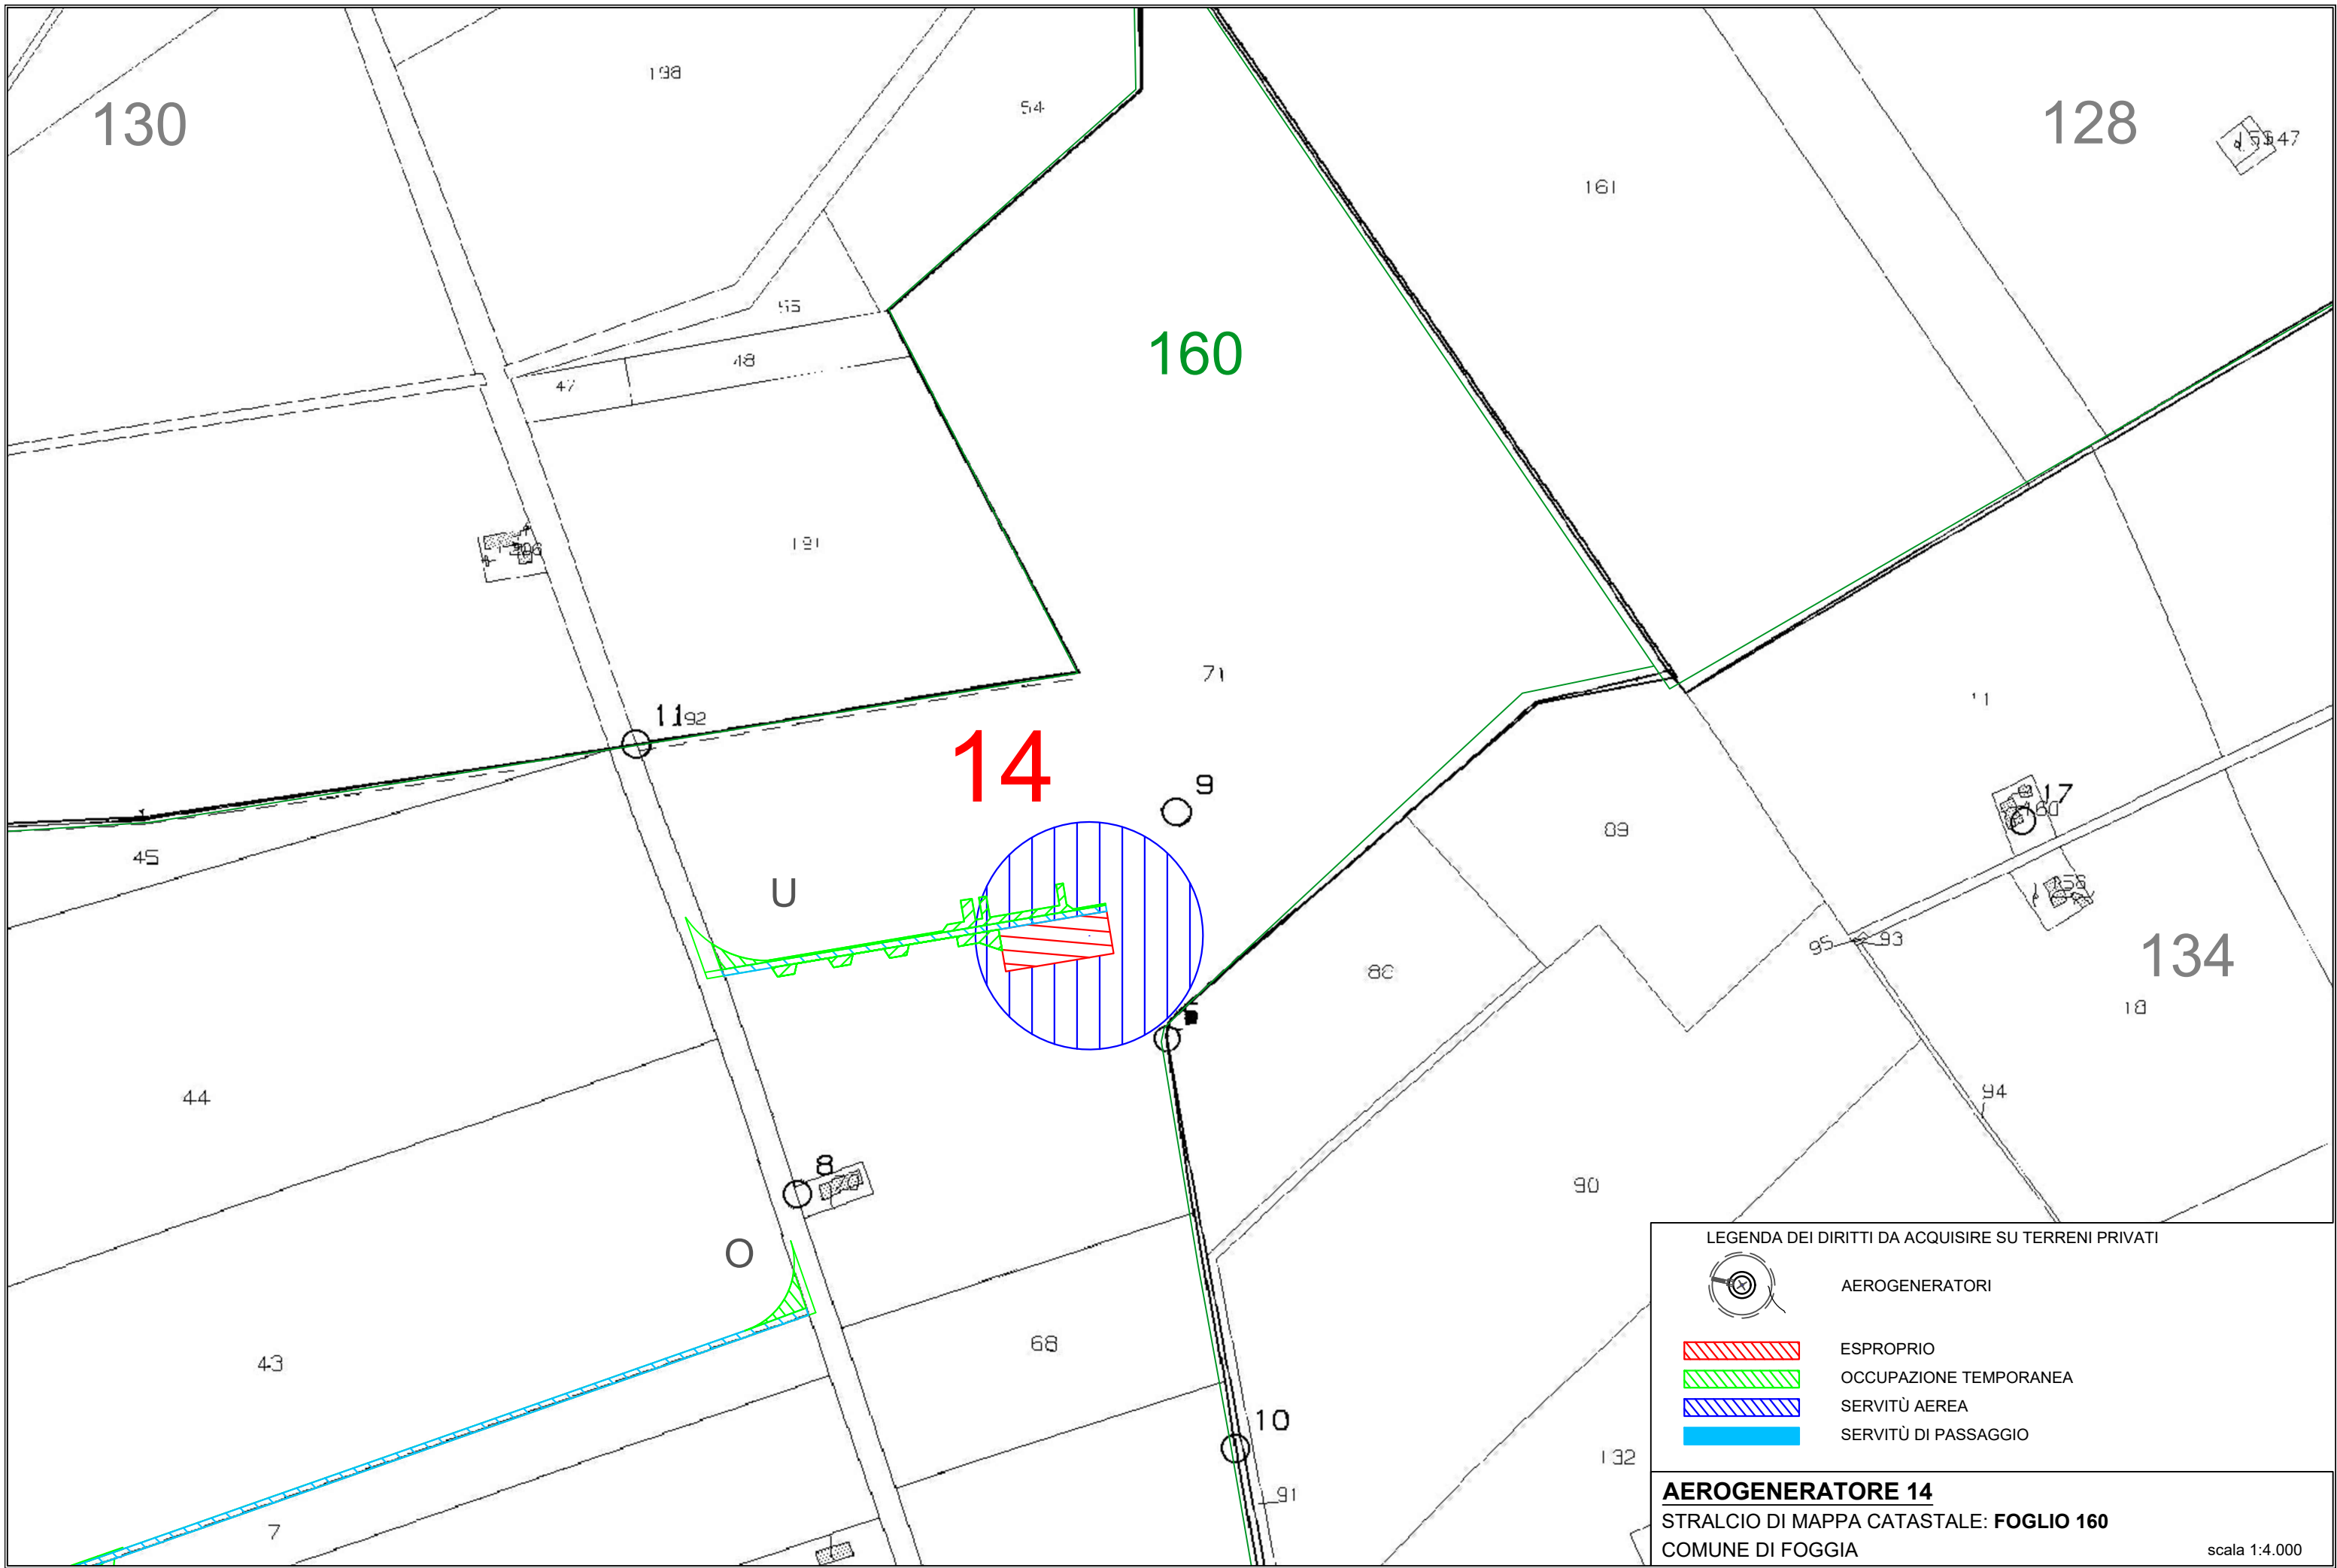 130
198
54
128
161
55
160
48
47
191
71
11
92
11
14
9
17
160
89
45
U
95
93
134
18
44
94
8
90
O
LEGENDA DEI DIRITTI DA ACQUISIRE SU TERRENI PRIVATI
AEROGENERATORI
68
ESPROPRIO
43
OCCUPAZIONE TEMPORANEA
SERVITÙ AEREA
10
SERVITÙ DI PASSAGGIO
132
91
7
AEROGENERATORE 14
STRALCIO DI MAPPA CATASTALE: FOGLIO 160
COMUNE DI FOGGIA
scala 1:4.000